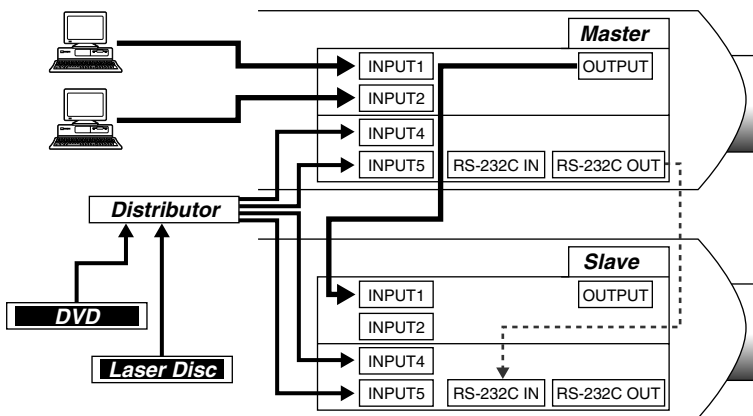 Master
INPUT1
OUTPUT
INPUT2
INPUT4
INPUT5
RS-232C IN
RS-232C OUT
Distributor
DVD
Laser Disc
Slave
INPUT1
OUTPUT
INPUT2
INPUT4
INPUT5
RS-232C IN
RS-232C OUT